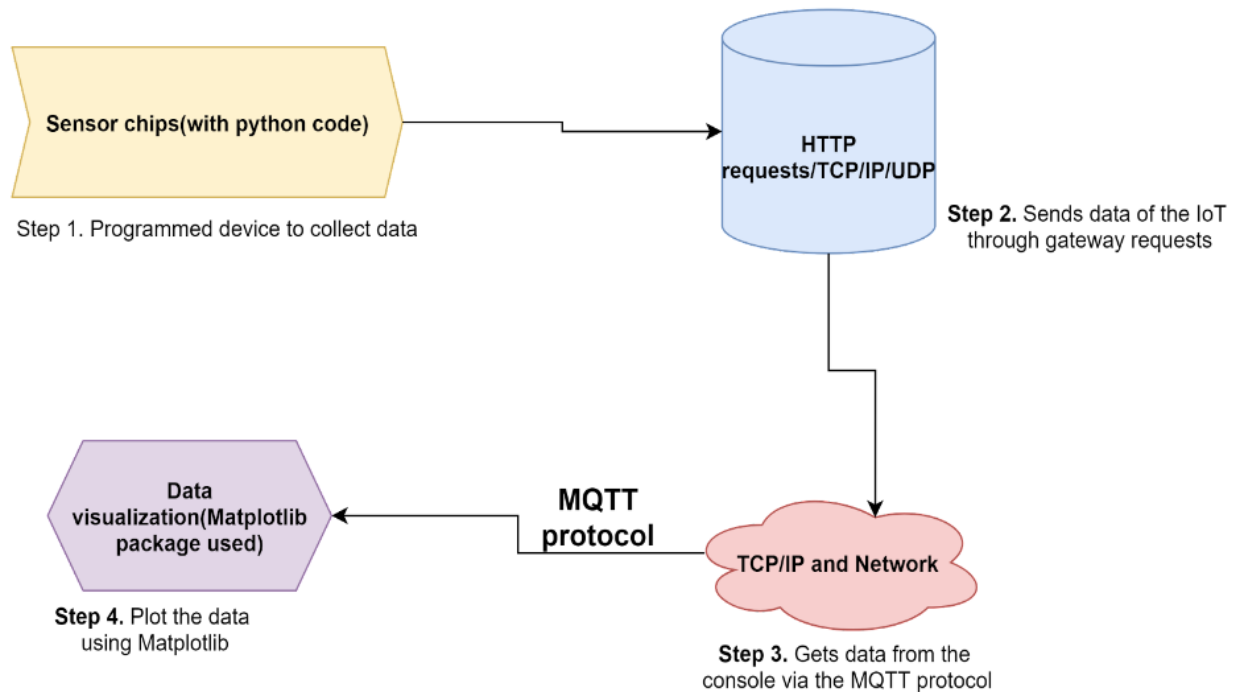 Sensor chips(with python code)
Step 1. Programmed device to collect data
HTTP
requests/TCP/IP/UDP
Step 2. Sends data of the IoT
through gateway requests
TCP/IP and Network
Step 3. Gets data from the
console via the MQTT protocol
MQTT
protocol
Data
visualization(Matplotlib
package used)
Step 4. Plot the data
using Matplotlib